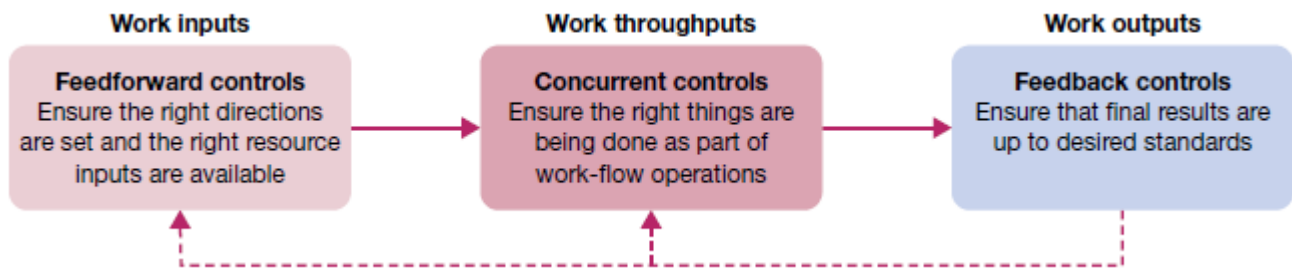 Work inputs
Feedforward controls
Ensure the right directions
are set and the right resource
inputs are available
Work throughputs
Concurrent controls
Ensure the right things are
being done as part of
work-flow operations
Work outputs
Feedback controls
Ensure that final results are
up to desired standards